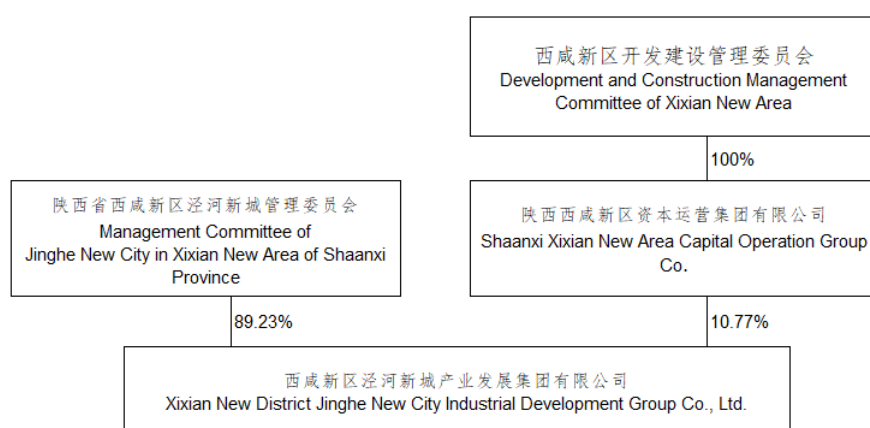 西咸新区开发建设管理委员会
Development and Construction Management
Committee of Xixian New Area
100%
陕西省西咸新区泾河新城管理委员会
Management Committee of
Jinghe New City in Xixian New Area of Shaanxi
Province
陕西西咸新区资本运营集团有限公司
Shaanxi Xixian New Area Capital Operation Group
Co.
89.23%
10.77%
西咸新区泾河新城产业发展集团有限公司
Xixian New District Jinghe New City Industrial Development Group Co., Ltd.